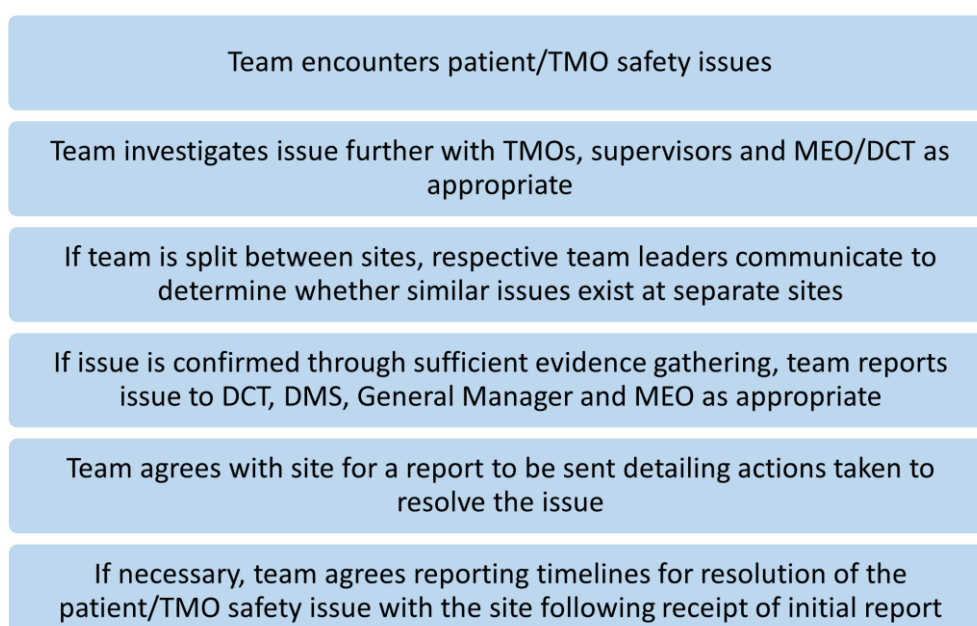 Team encounters patient/TMO safety issues
Team investigates issue further with TMOs, supervisors and MEO/DCT as
appropriate
If team is split between sites, respective team leaders communicate to
determine whether similar issues exist at separate sites
If issue is confirmed through sufficient evidence gathering, team reports
issue to DCT, DMS, General Manager and MEO as appropriate
Team agrees with site for a report to be sent detailing actions taken to
resolve the issue
If necessary, team agrees reporting timelines for resolution of the
patient/TMO safety issue with the site following receipt of initial report